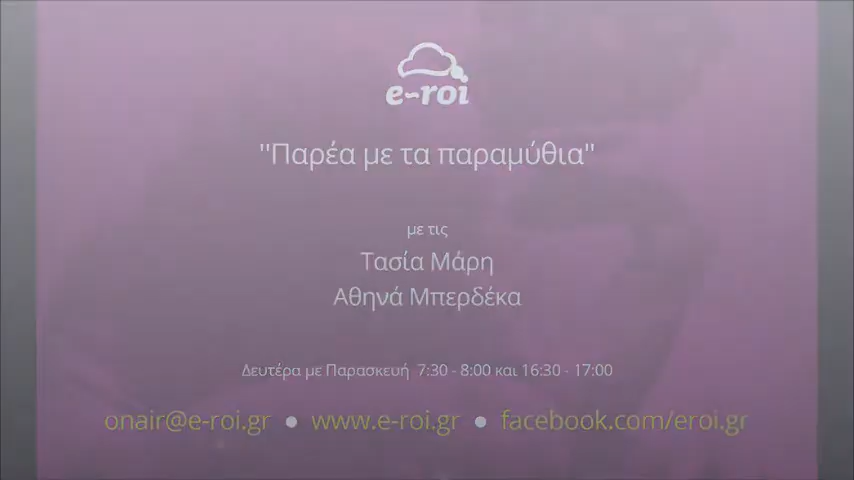 e-roi
"Παρέα με τα παραμύθια"
με τις
Τασία Μάρη
Αθηνά Μπερδέκα
Δευτέρα με Παρασκευή 7:30 - 8:00 και 16:30 - 17:00
onair@e-roi.gr ● www.e-roi.gr ● facebook.com/eroi.gr